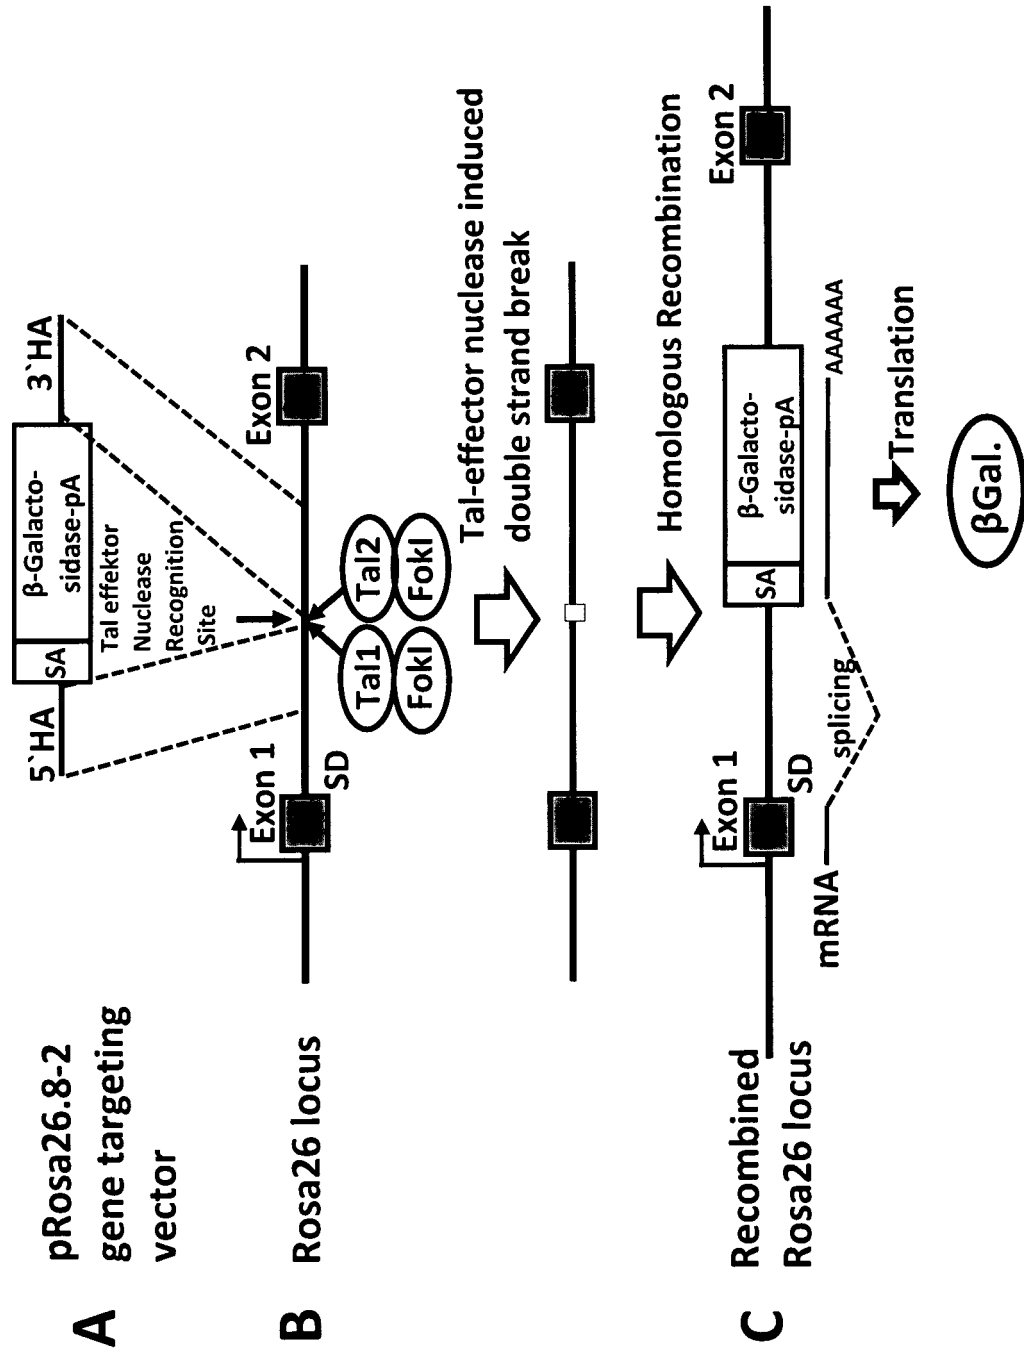 A
pRosa26.8-2
gene targeting
vector
5`HA
SA
β-Galacto-
sidase-pA
3`HA
Tal effektor
Nuclease
Recognition
Site
B
Rosa26 locus
Exon 1
SD
Exon 2
Tal1
FokI
Tal2
FokI
Tal-effector nuclease induced
double strand break
Homologous Recombination
C
Recombined
Rosa26 locus
Exon 1
SD
SA
β-Galacto-
sidase-pA
Exon 2
mRNA
splicing
AAAAAA
Translation
βGal.